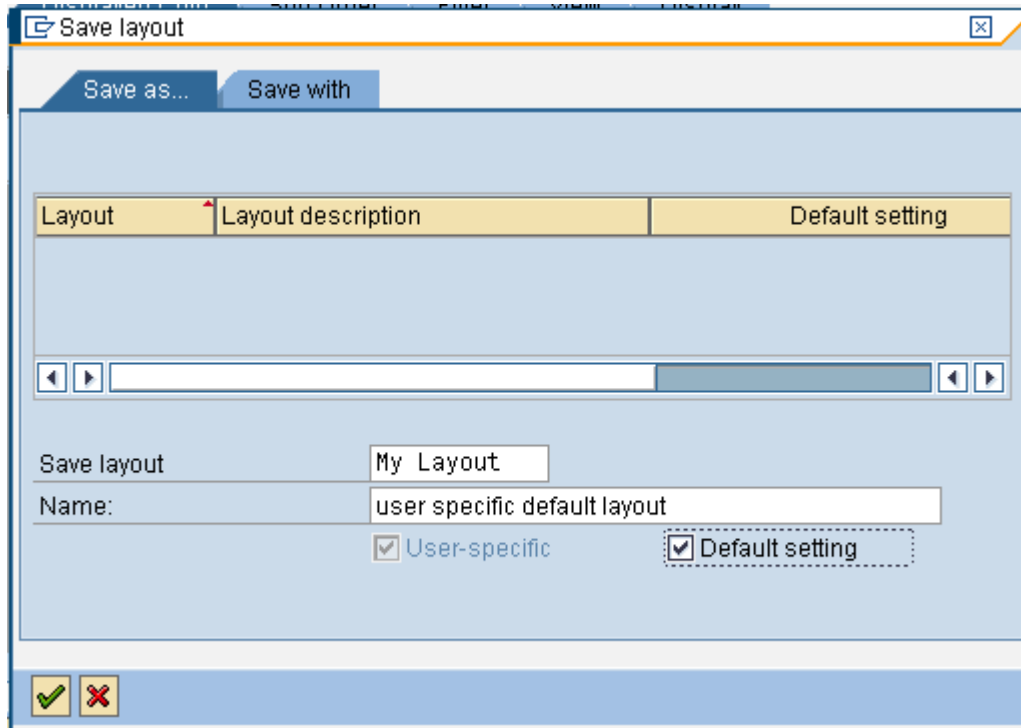 Save layout
Save as... Save with
Layout Layout description Default setting
Save layout My Layout
Name: user specific default layout
User-specific Default setting